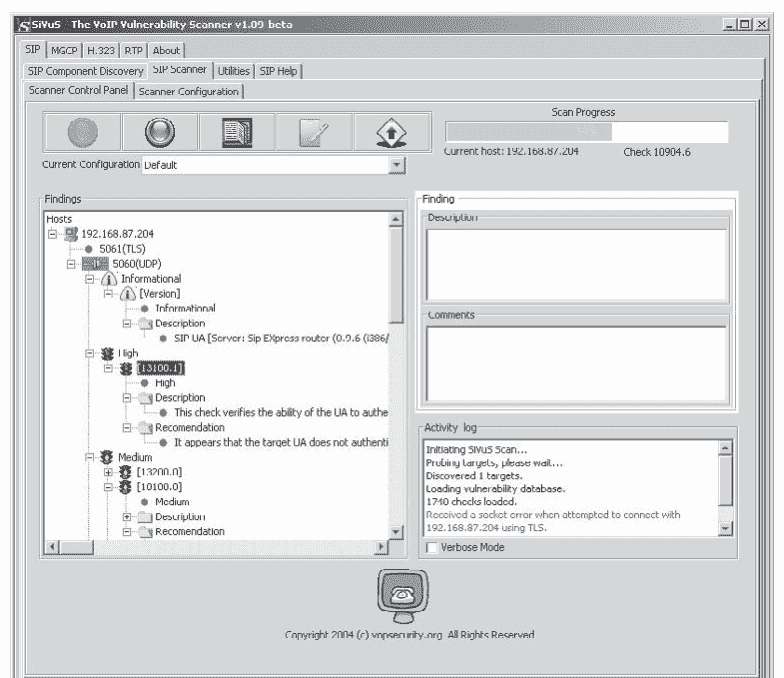 SiVuS The VoIP Vulnerability Scanner v1.09 beta
SIP MGCP H.323 RTP About
SIP Component Discovery SIP Scanner Utilities SIP Help
Scanner Control Panel Scanner Configuration
Scan Progress
Current host: 192.168.87.204 Check 10904.6
Current Configuration Default
Findings
Hosts
192.168.87.204
5061(TLS)
5060(UDP)
Informational
[Version]
Informational
Description
SIP UA [Server: Sip EXpress router (0.9.6 (i386/
High
[13100.1]
High
Description
This check verifies the ability of the UA to authe
Recomendation
It appears that the target UA does not authenti
Medium
[13200.0]
[10100.0]
Medium
Description
Recomendation
Finding
Description
Comments
Activity log
Initiating SiVuS Scan...
Probing targets, please wait...
Discovered 1 targets.
Loading vulnerability database.
1740 checks loaded.
Received a socket error when attempted to connect with
192.168.87.204 using TLS.
Verbose Mode
Copyright 2004 (c) vopsecurity.org All Rights Reserved